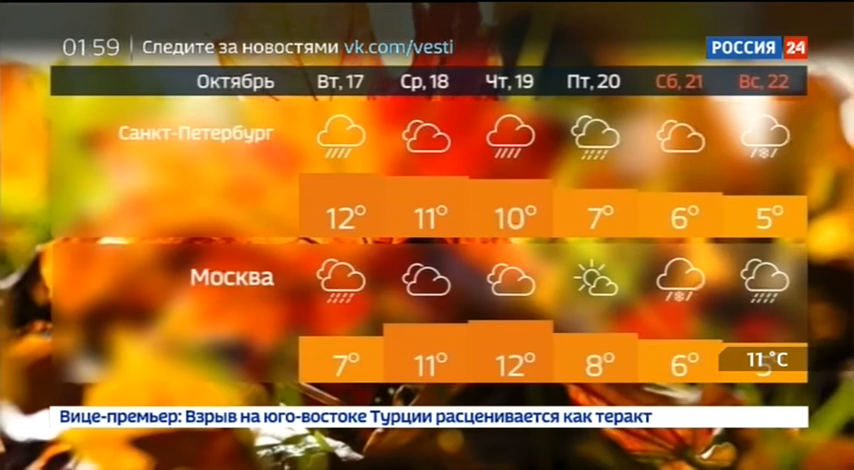 01:59 Следите за новостями vk.com/vesti РОССИЯ 24
Октябрь Вт, 17 Ср, 18 Чт, 19 Пт, 20 Сб, 21 Вс, 22
Санкт-Петербург
12° 11° 10° 7° 6° 5°
Москва
7° 11° 12° 8° 6° 5°
11 °C
Вице-премьер: Взрыв на юго-востоке Турции расценивается как теракт